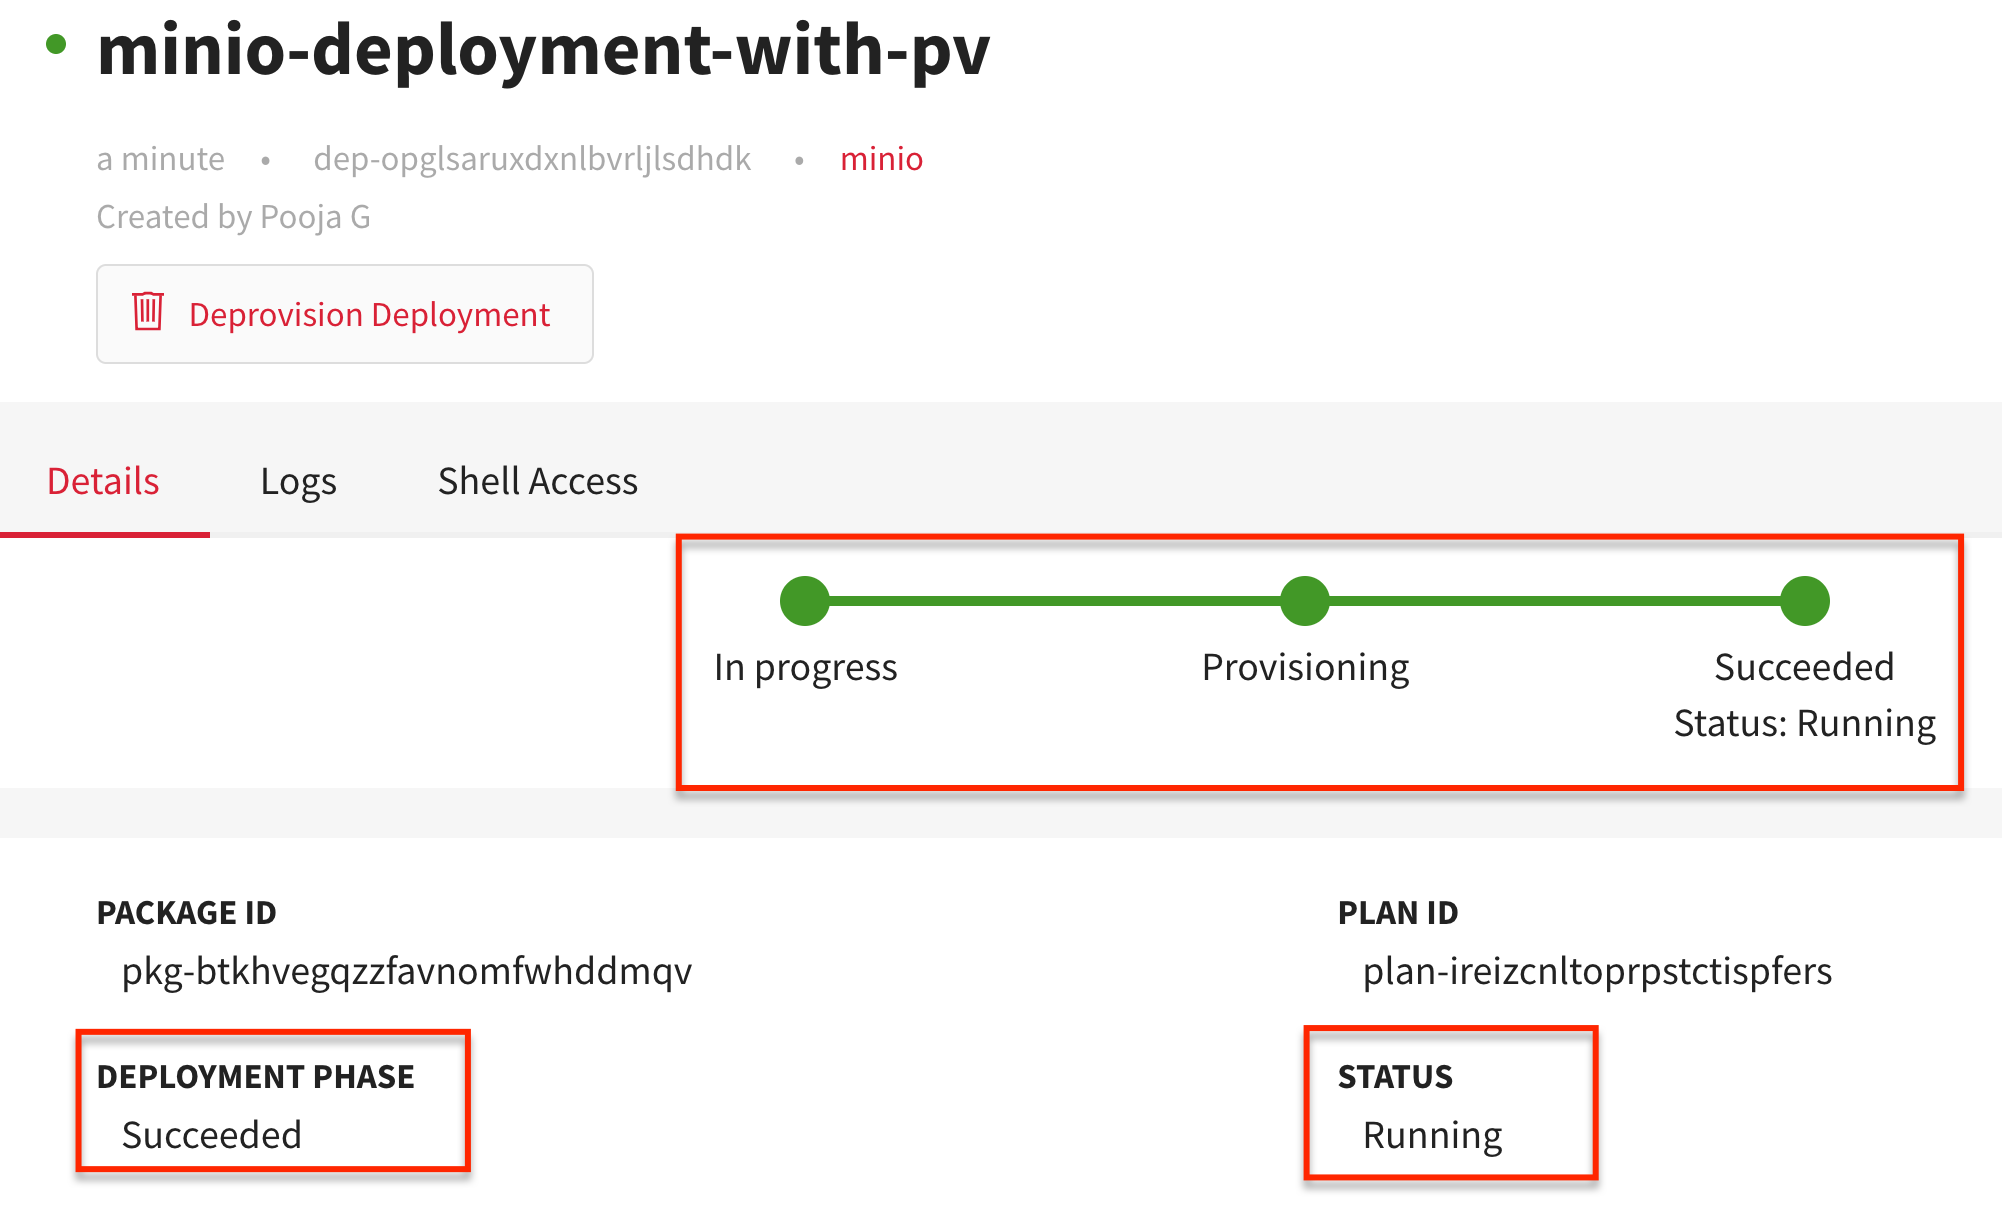 minio-deployment-with-pv
a minute • dep-opglsaruxdxnlbvrljlsdhdk • minio
Created by Pooja G
Deprovision Deployment
Details Logs Shell Access
In progress Provisioning Succeeded
Status: Running
PACKAGE ID PLAN ID
pkg-btkhvegqzzfavnomfwhddmqv plan-ireizcnltoprpstctispfers
DEPLOYMENT PHASE STATUS
Succeeded Running